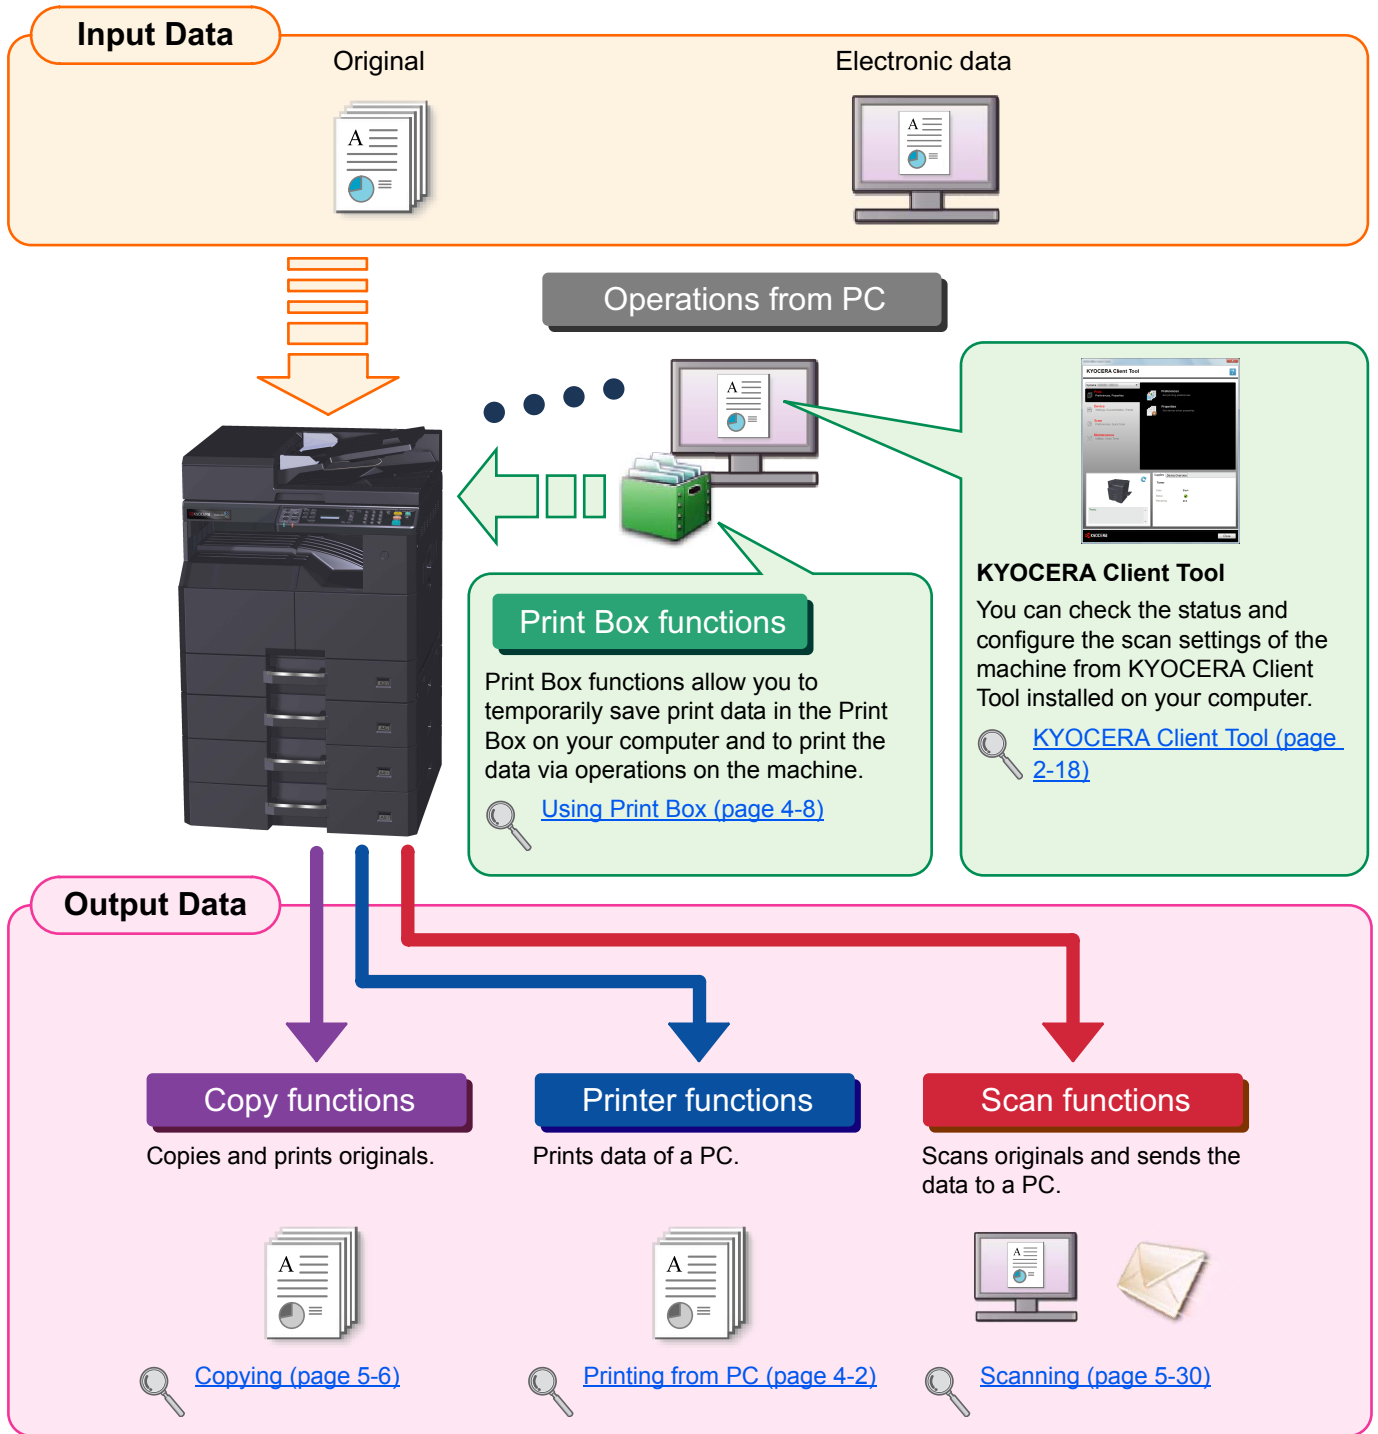 Input Data
Original
Electronic data
A
A
Operations from PC
A
KYOCERA Client Tool
KYOCERA Client Tool
You can check the status and
configure the scan settings of the
machine from KYOCERA Client
Tool installed on your computer.
KYOCERA Client Tool (page
2-18)
Print Box functions
Print Box functions allow you to
temporarily save print data in the Print
Box on your computer and to print the
data via operations on the machine.
Using Print Box (page 4-8)
Output Data
Copy functions
Copies and prints originals.
A
Copying (page 5-6)
Printer functions
Prints data of a PC.
A
Printing from PC (page 4-2)
Scan functions
Scans originals and sends the
data to a PC.
A
Scanning (page 5-30)